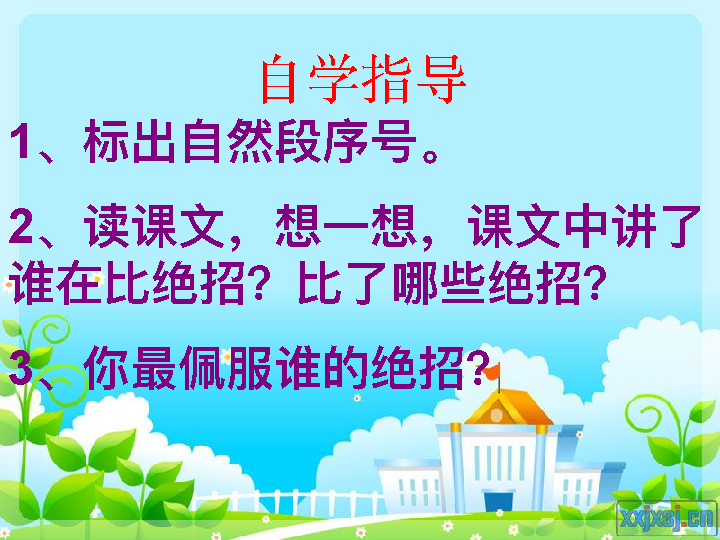 自学指导
1、标出自然段序号。
2、读课文，想一想，课文中讲了
谁在比绝招？比了哪些绝招？
3、你最佩服谁的绝招？
xxjxsj.cn